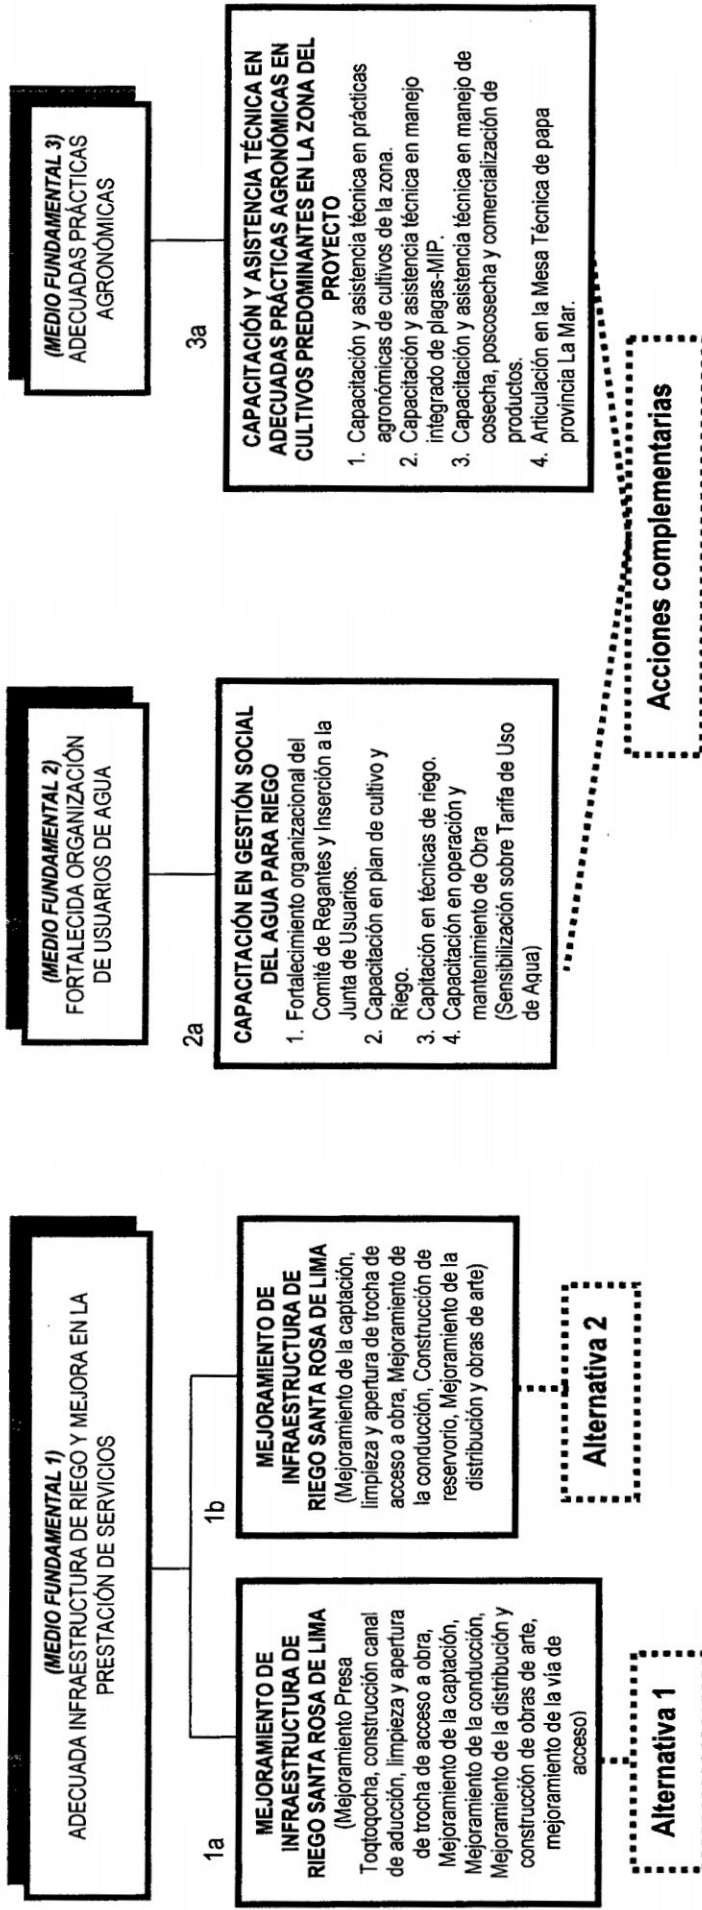 (MEDIO FUNDAMENTAL 1)
ADECUADA INFRAESTRUCTURA DE RIEGO Y MEJORA EN LA
PRESTACIÓN DE SERVICIOS
1a
MEJORAMIENTO DE
INFRAESTRUCTURA DE
RIEGO SANTA ROSA DE LIMA
(Mejoramiento Presa
Toqtoqocha, construcción canal
de aducción, limpieza y apertura
de trocha de acceso a obra,
Mejoramiento de la captación,
Mejoramiento de la conducción,
Mejoramiento de la distribución y
construcción de obras de arte,
mejoramiento de la vía de
acceso)
Alternativa 1
1b
MEJORAMIENTO DE
INFRAESTRUCTURA DE
RIEGO SANTA ROSA DE LIMA
(Mejoramiento de la captación,
limpieza y apertura de trocha de
acceso a obra, Mejoramiento de
la conducción, Construcción de
reservorio, Mejoramiento de la
distribución y obras de arte)
Alternativa 2
(MEDIO FUNDAMENTAL 2)
FORTALECIDA ORGANIZACIÓN
DE USUARIOS DE AGUA
2a
CAPACITACIÓN EN GESTIÓN SOCIAL
DEL AGUA PARA RIEGO
1. Fortalecimiento organizacional del
Comité de Regantes y Inserción a la
Junta de Usuarios.
2. Capacitación en plan de cultivo y
Riego.
3. Capitación en técnicas de riego.
4. Capacitación en operación y
mantenimiento de Obra
(Sensibilización sobre Tarifa de Uso
de Agua)
(MEDIO FUNDAMENTAL 3)
ADECUADAS PRÁCTICAS
AGRONÓMICAS
3a
CAPACITACIÓN Y ASISTENCIA TÉCNICA EN
ADECUADAS PRÁCTICAS AGRONÓMICAS EN
CULTIVOS PREDOMINANTES EN LA ZONA DEL
PROYECTO
1. Capacitación y asistencia técnica en prácticas
agronómicas de cultivos de la zona.
2. Capacitación y asistencia técnica en manejo
integrado de plagas-MIP.
3. Capacitación y asistencia técnica en manejo de
cosecha, poscosecha y comercialización de
productos.
4. Articulación en la Mesa Técnica de papa
provincia La Mar.
Acciones complementarias